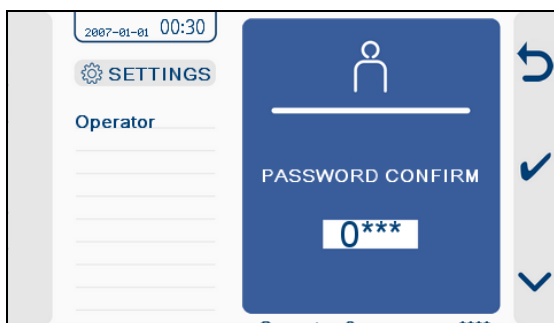 2007-01-01 00:30
SETTINGS
Operator
PASSWORD CONFIRM
0***